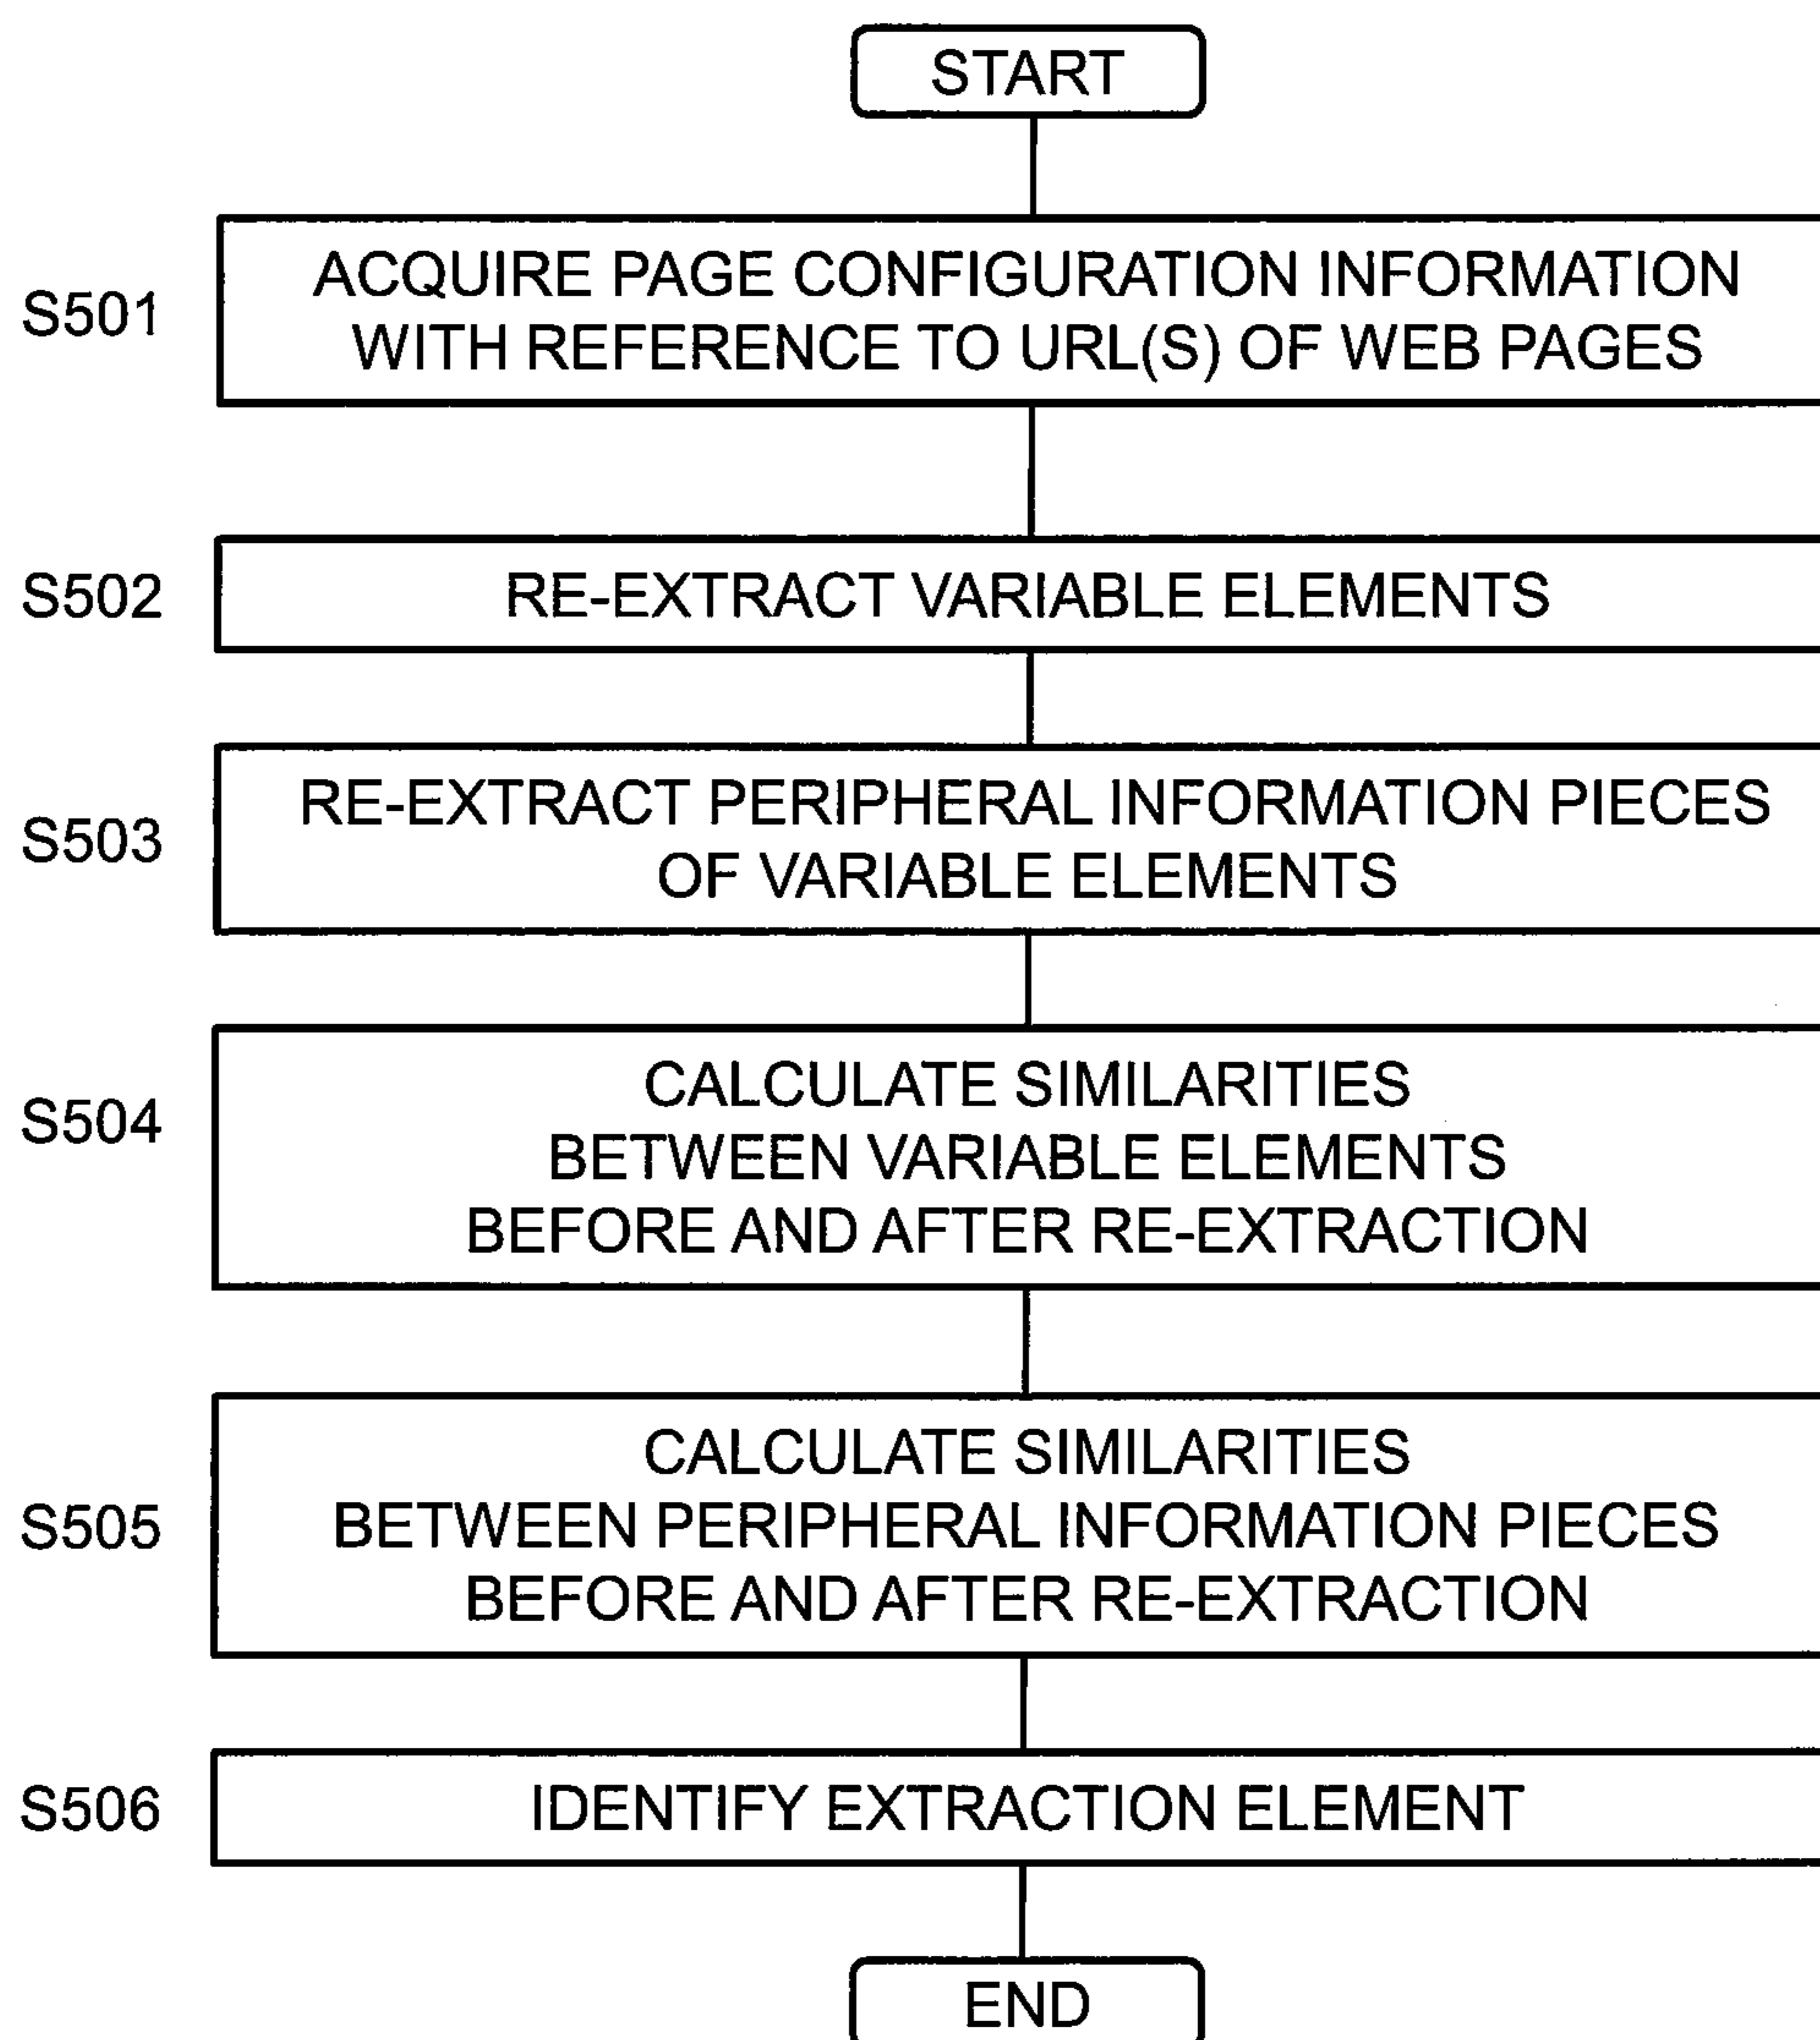 START
S501
ACQUIRE PAGE CONFIGURATION INFORMATION
WITH REFERENCE TO URL(S) OF WEB PAGES
S502
RE-EXTRACT VARIABLE ELEMENTS
S503
RE-EXTRACT PERIPHERAL INFORMATION PIECES
OF VARIABLE ELEMENTS
S504
CALCULATE SIMILARITIES
BETWEEN VARIABLE ELEMENTS
BEFORE AND AFTER RE-EXTRACTION
S505
CALCULATE SIMILARITIES
BETWEEN PERIPHERAL INFORMATION PIECES
BEFORE AND AFTER RE-EXTRACTION
S506
IDENTIFY EXTRACTION ELEMENT
END